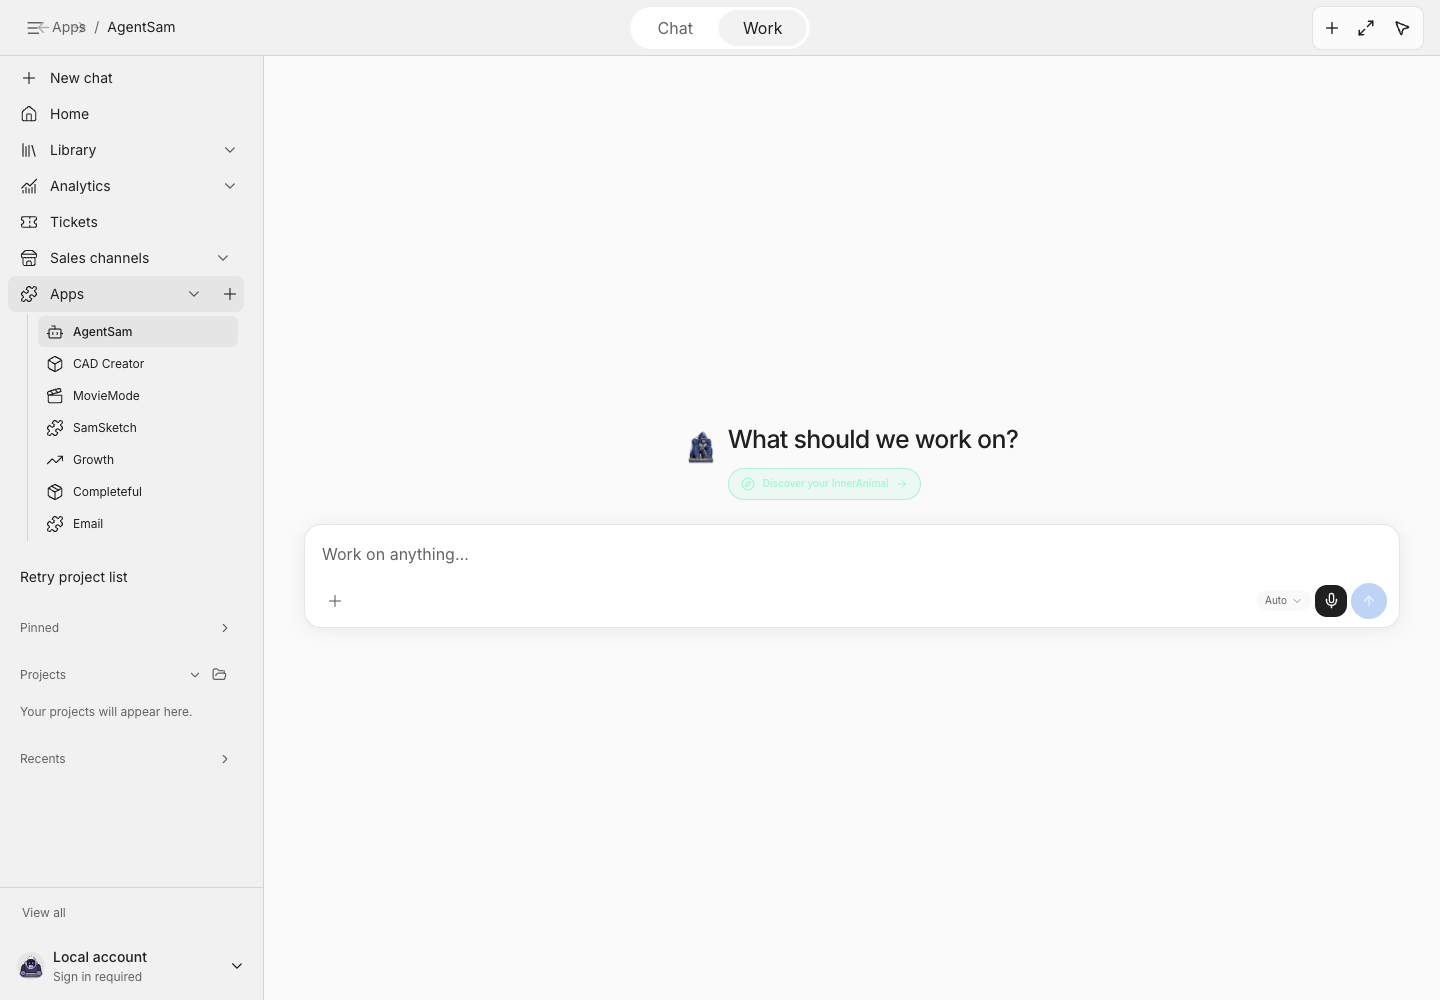 Apps / AgentSam
Chat
Work
New chat
Home
Library
Analytics
Tickets
Sales channels
Apps
AgentSam
CAD Creator
MovieMode
SamSketch
Growth
Completeful
Email
Retry project list
Pinned
Projects
Your projects will appear here.
Recents
View all
Local account
Sign in required
What should we work on?
Discover your InnerAnimal
Work on anything...
Auto